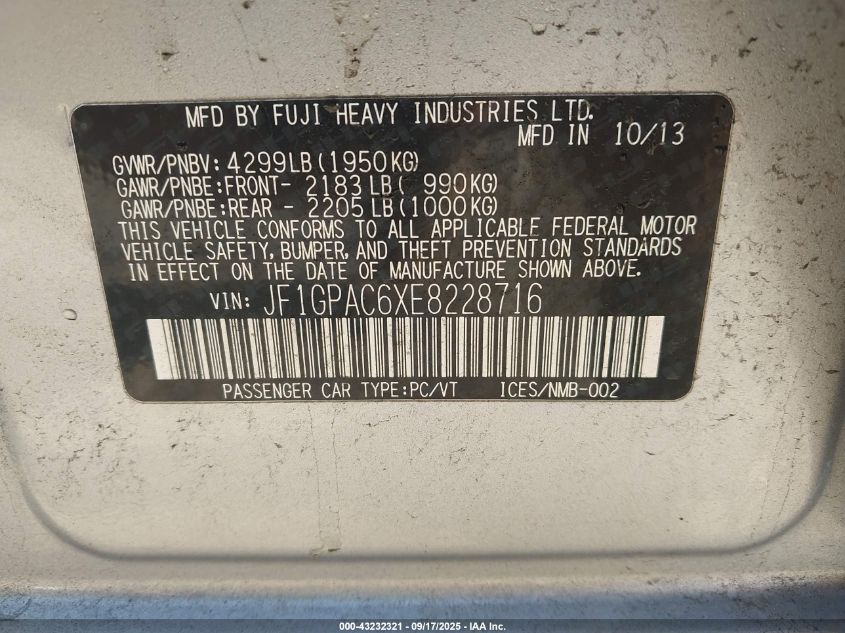 MFD BY FUJI HEAVY INDUSTRIES LTD.
MFD IN 10/13
GVWR/PNBV: 4299LB(1950KG)
GAWR/PNBE:FRONT- 2183LB( 990KG)
GAWR/PNBE:REAR - 2205LB(1000KG)
THIS VEHICLE CONFORMS TO ALL APPLICABLE FEDERAL MOTOR
VEHICLE SAFETY, BUMPER, AND THEFT PREVENTION STANDARDS
IN EFFECT ON THE DATE OF MANUFACTURE SHOWN ABOVE.
VIN: JF1GPAC6XE8228716
PASSENGER CAR TYPE:PC/VT ICES/NMB-002
000-43232321 - 09/17/2025 - IAA Inc.